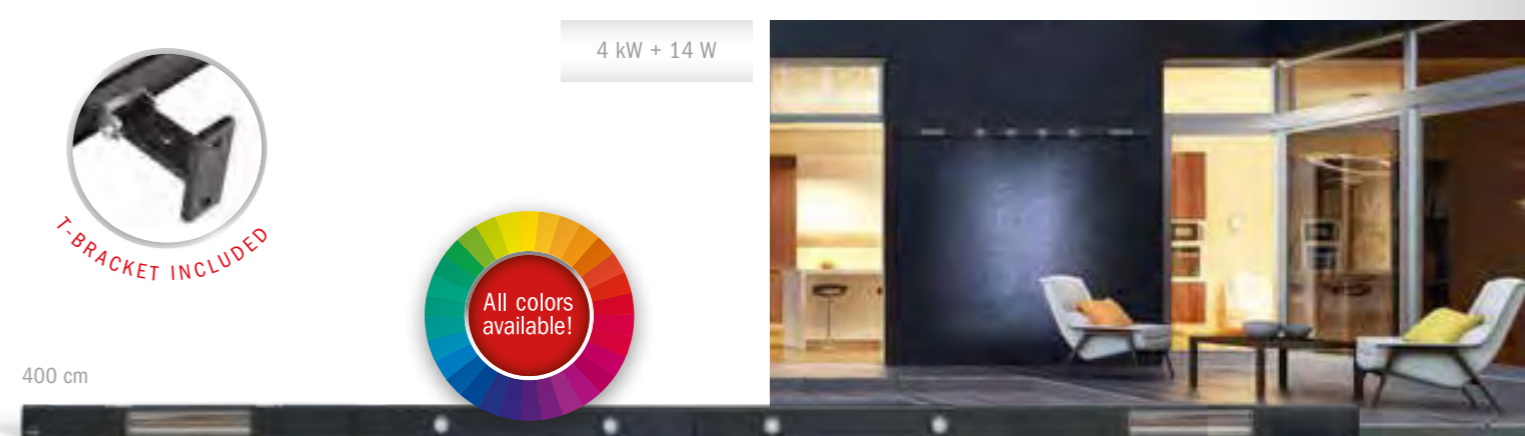 4 kW + 14 W
T-BRACKET INCLUDED
All colors
available!
400 cm